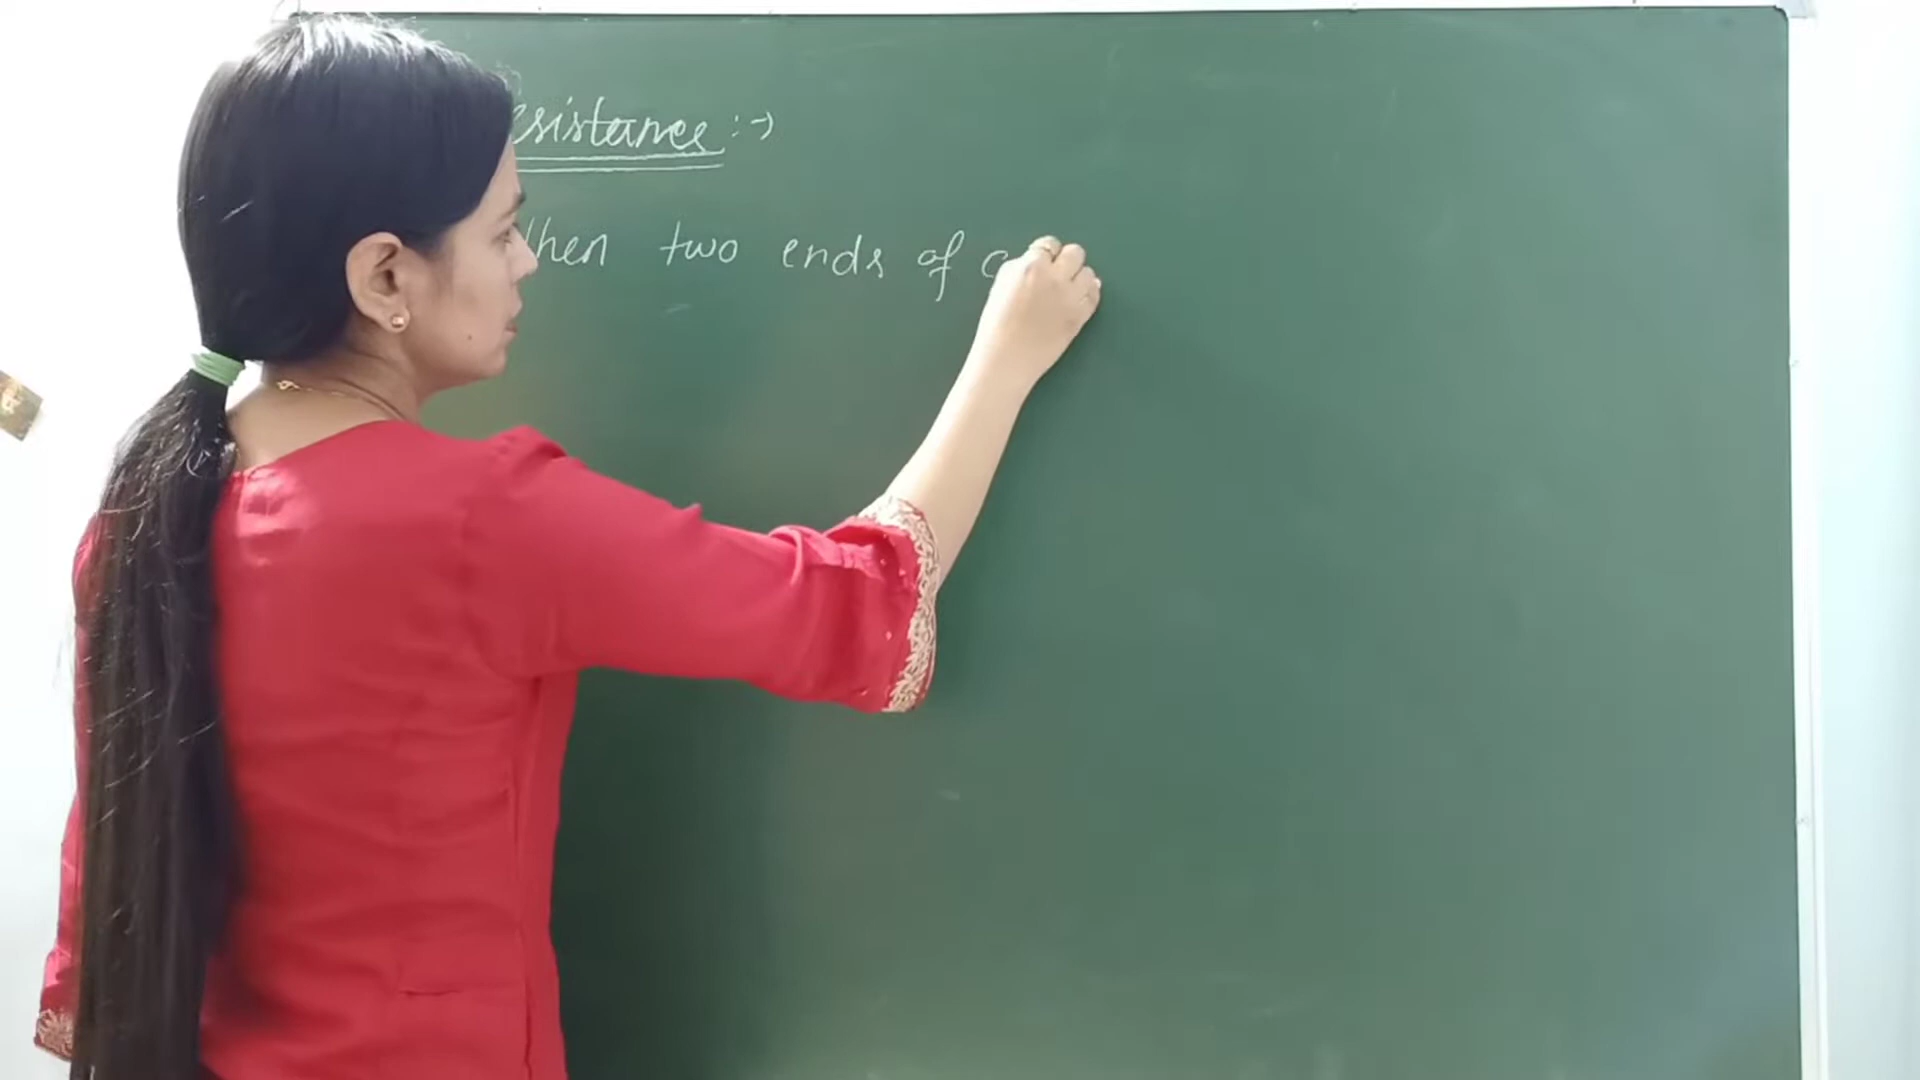 esistance :→
hen two ends of